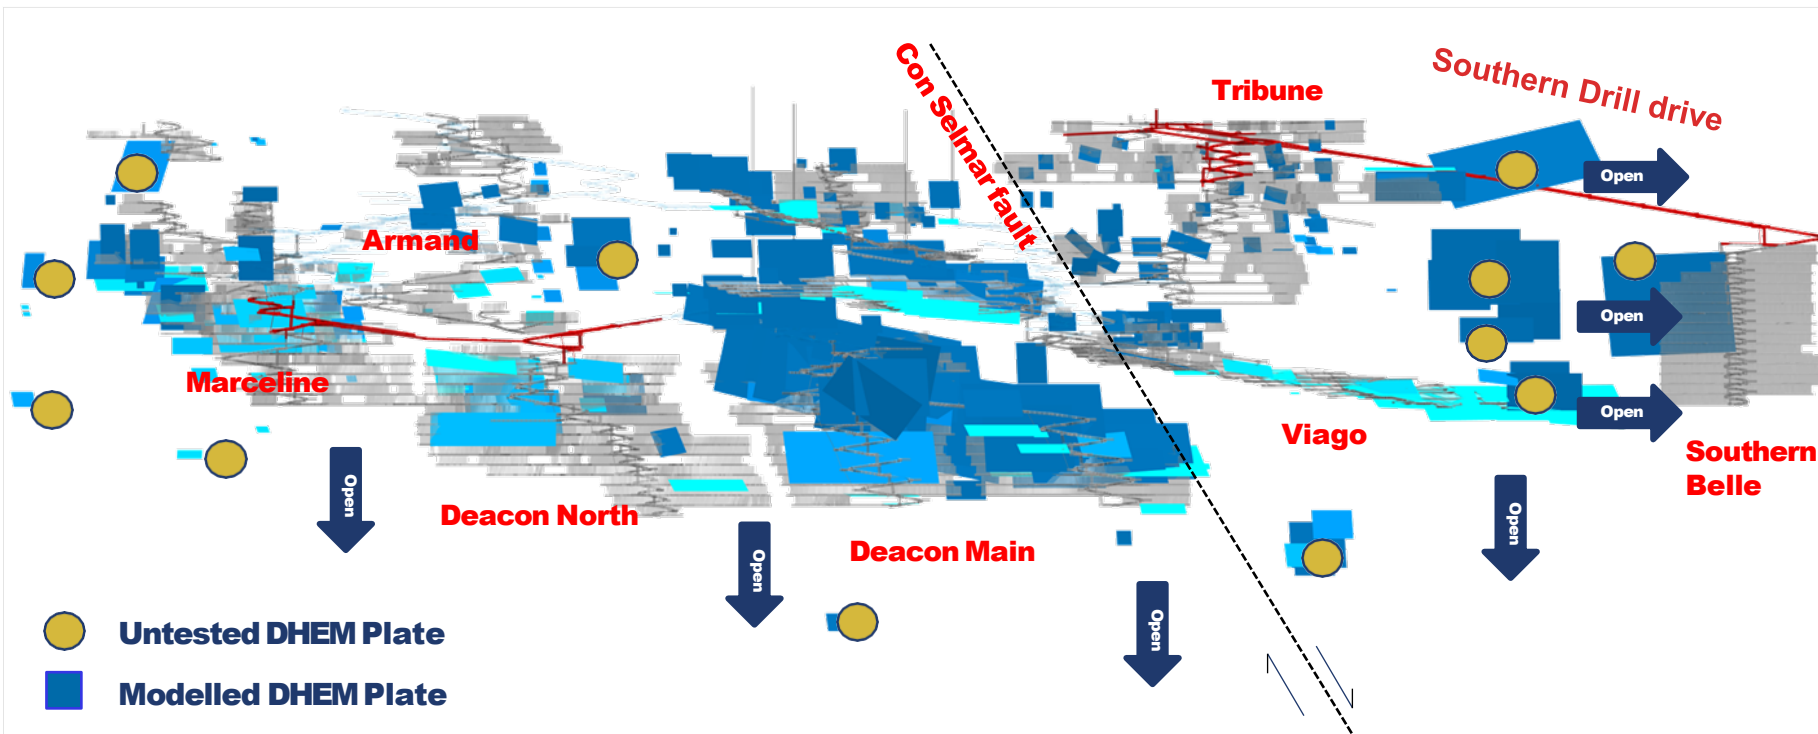 Con Selmar fault
Tribune
Southern Drill drive
Open
Armand
Open
Marceline
Open
Viago
Southern
Belle
Open
Deacon North
Open
Deacon Main
Open
Open
Untested DHEM Plate
Modelled DHEM Plate